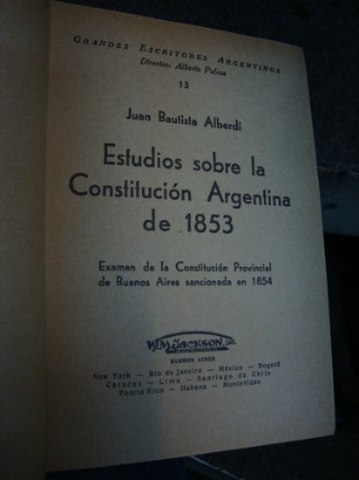 GRANDES ESCRITORES ARGENTINOS
Director: Alberto Palcos
13
Juan Bautista Alberdi
Estudios sobre la
Constitución Argentina
de 1853
Examen de la Constitución Provincial
de Buenos Aires sancionada en 1854
W.M. JACKSON, Inc.
BUENOS AIRES
New York — Río de Janeiro — México — Bogotá
Caracas — Lima — Santiago de Chile
Puerto Rico — Habana — Montevideo